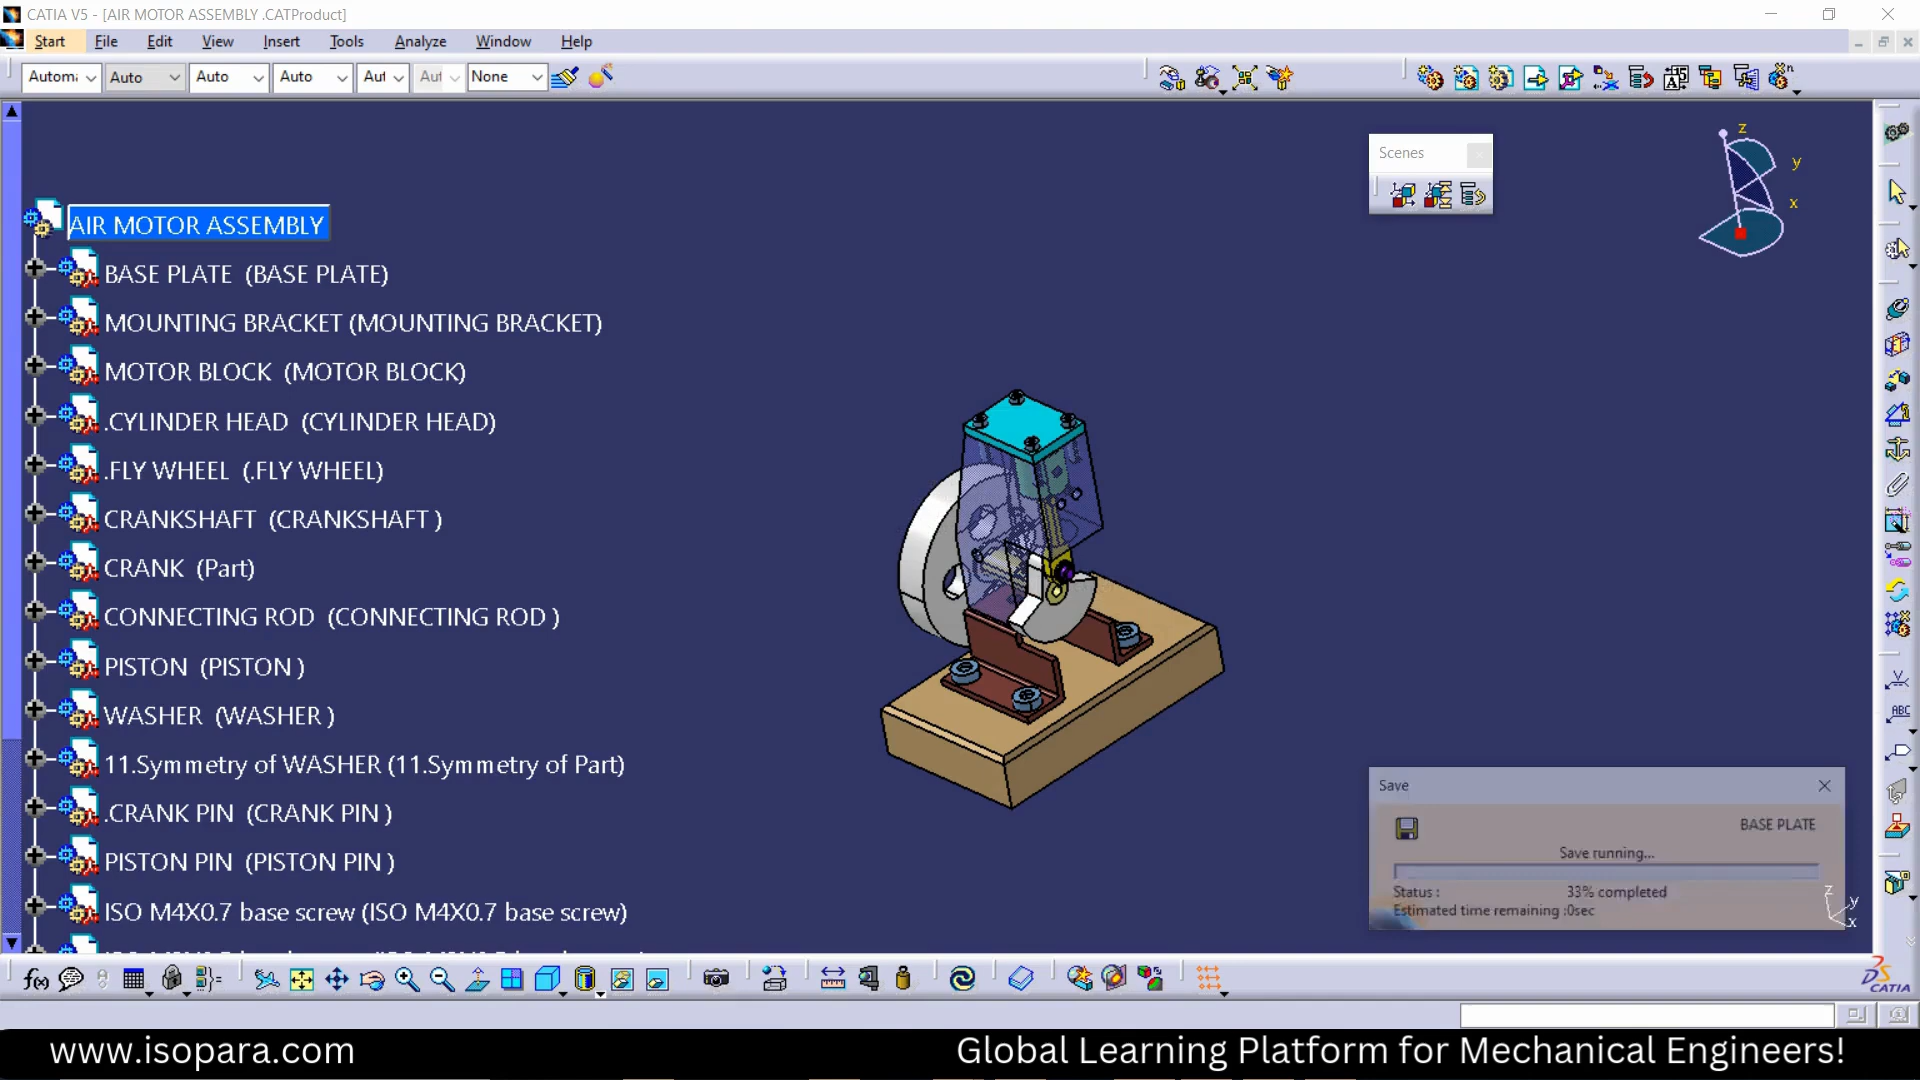 CATIA V5 - [AIR MOTOR ASSEMBLY .CATProduct]
Start File Edit View Insert Tools Analyze Window Help
Auto Auto Auto Aut Aut None
Scenes
z
y
x
AIR MOTOR ASSEMBLY
BASE PLATE (BASE PLATE)
MOUNTING BRACKET (MOUNTING BRACKET)
MOTOR BLOCK (MOTOR BLOCK)
.CYLINDER HEAD (CYLINDER HEAD)
.FLY WHEEL (.FLY WHEEL)
CRANKSHAFT (CRANKSHAFT )
CRANK (Part)
CONNECTING ROD (CONNECTING ROD )
PISTON (PISTON )
WASHER (WASHER )
11.Symmetry of WASHER (11.Symmetry of Part)
.CRANK PIN (CRANK PIN )
PISTON PIN (PISTON PIN )
ISO M4X0.7 base screw (ISO M4X0.7 base screw)
Save
BASE PLATE
Save running...
Status : 33% completed
Estimated time remaining :0sec
z
y
x
ABC
f(x)
CATIA
www.isopara.com
Global Learning Platform for Mechanical Engineers!